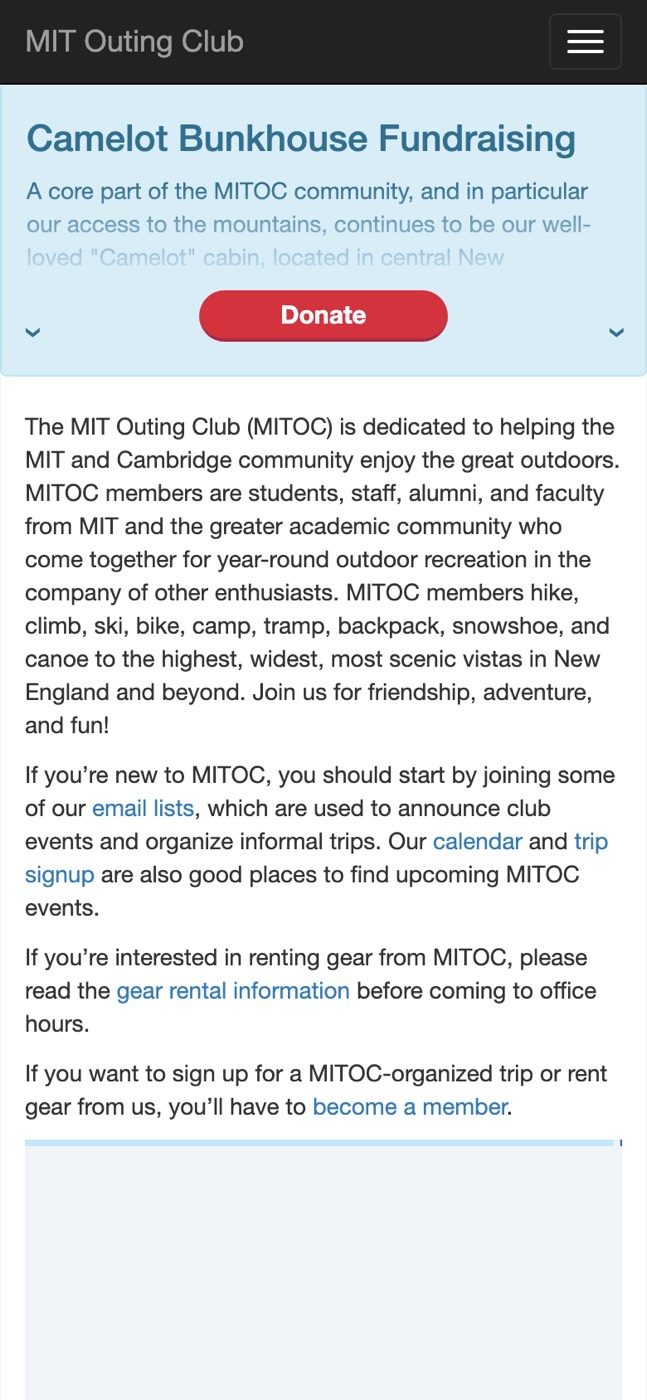 MIT Outing Club
Camelot Bunkhouse Fundraising
A core part of the MITOC community, and in particular
our access to the mountains, continues to be our well-
loved "Camelot" cabin, located in central New
Donate
The MIT Outing Club (MITOC) is dedicated to helping the
MIT and Cambridge community enjoy the great outdoors.
MITOC members are students, staff, alumni, and faculty
from MIT and the greater academic community who
come together for year-round outdoor recreation in the
company of other enthusiasts. MITOC members hike,
climb, ski, bike, camp, tramp, backpack, snowshoe, and
canoe to the highest, widest, most scenic vistas in New
England and beyond. Join us for friendship, adventure,
and fun!
If you’re new to MITOC, you should start by joining some
of our email lists, which are used to announce club
events and organize informal trips. Our calendar and trip
signup are also good places to find upcoming MITOC
events.
If you’re interested in renting gear from MITOC, please
read the gear rental information before coming to office
hours.
If you want to sign up for a MITOC-organized trip or rent
gear from us, you’ll have to become a member.